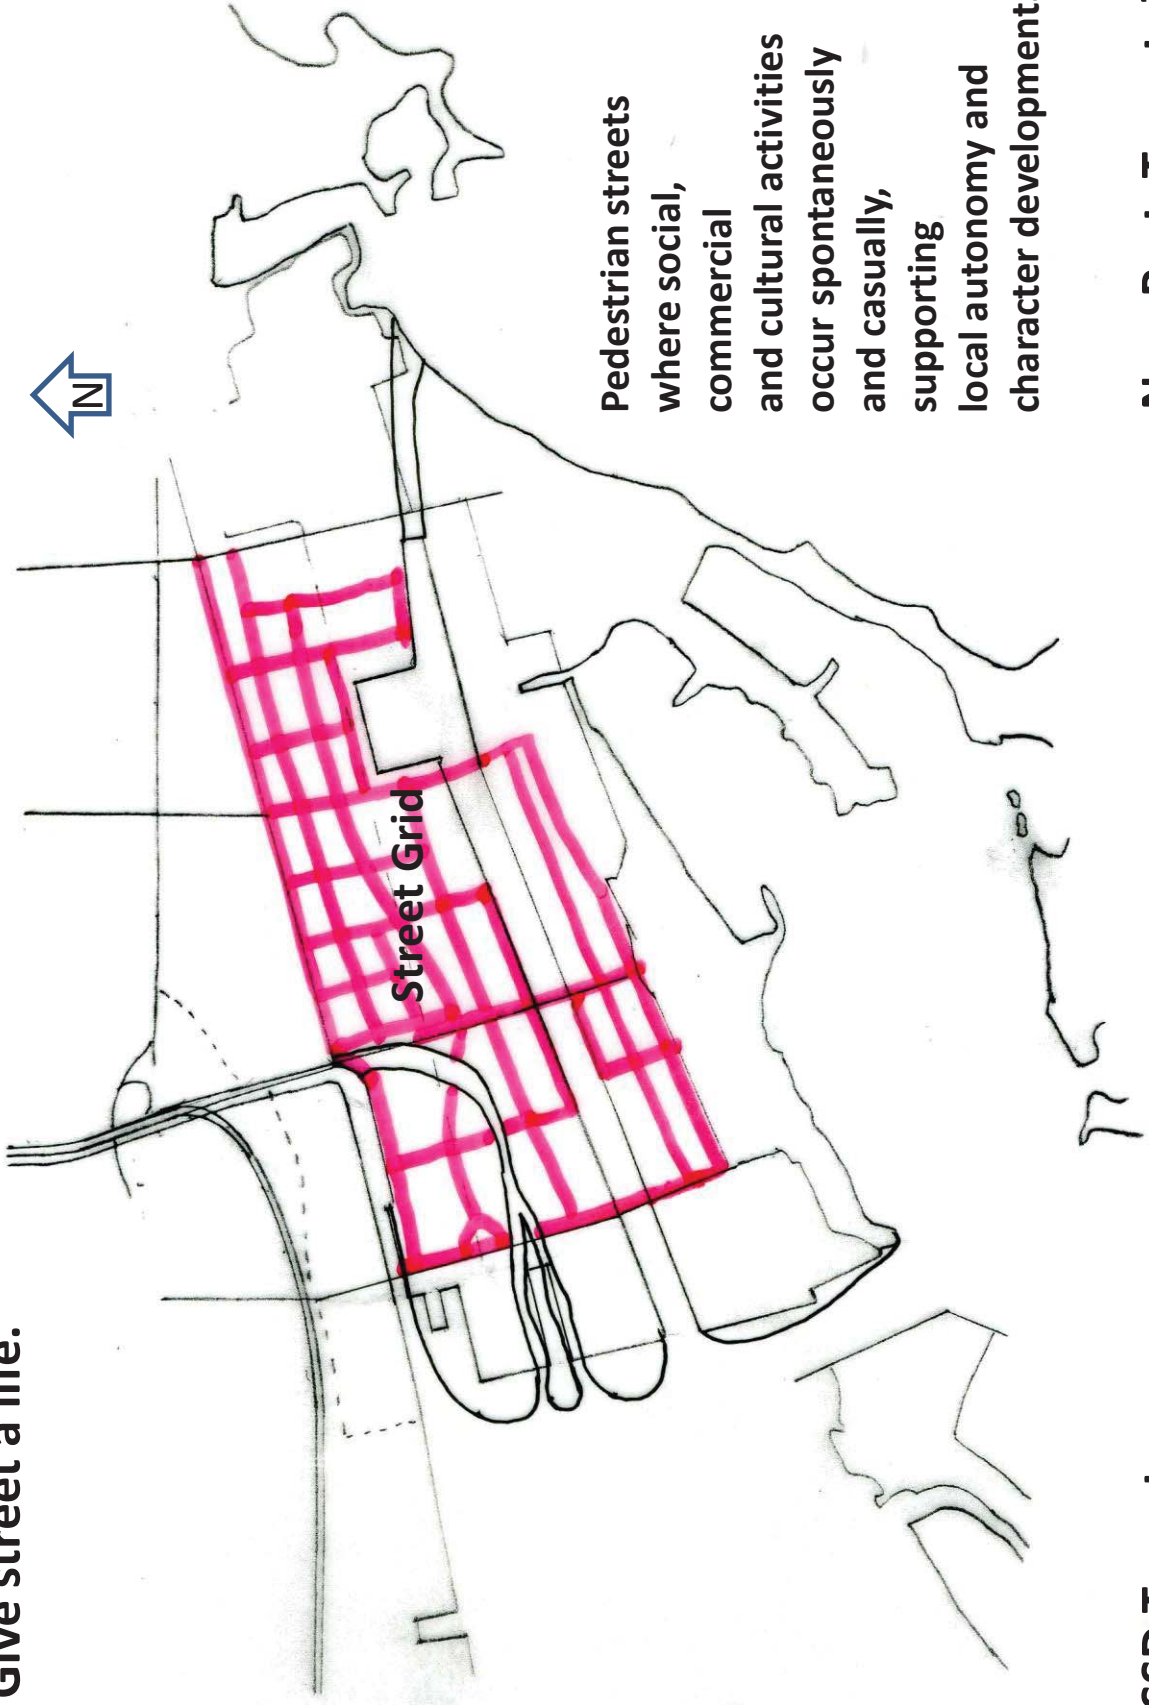 Give street a life.
N
Street Grid
Pedestrian streets
where social,
commercial
and cultural activities
occur spontaneously
and casually,
supporting
local autonomy and
character development.